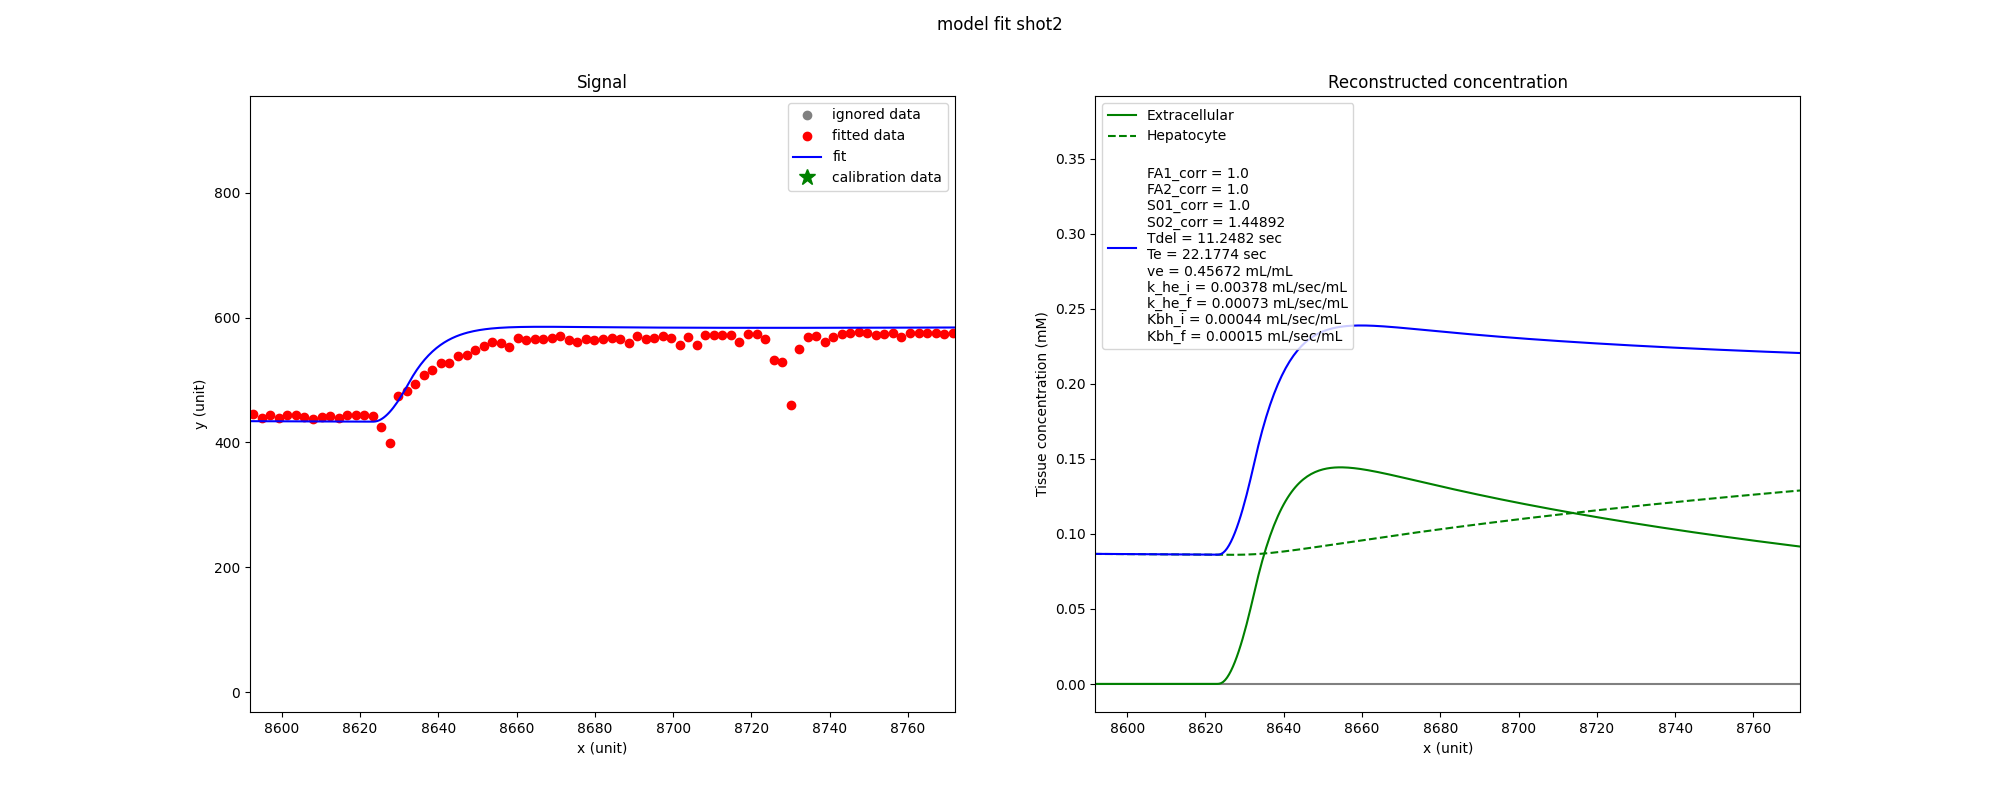 model fit shot2
Signal
800
600
400
200
0
y (unit)
8600 8620 8640 8660 8680 8700 8720 8740 8760
x (unit)
ignored data
fitted data
fit
calibration data
Reconstructed concentration
0.35
0.30
0.25
0.20
0.15
0.10
0.05
0.00
Tissue concentration (mM)
8600 8620 8640 8660 8680 8700 8720 8740 8760
x (unit)
Extracellular
Hepatocyte
FA1_corr = 1.0
FA2_corr = 1.0
S01_corr = 1.0
S02_corr = 1.44892
Tdel = 11.2482 sec
Te = 22.1774 sec
ve = 0.45672 mL/mL
k_he_i = 0.00378 mL/sec/mL
k_he_f = 0.00073 mL/sec/mL
Kbh_i = 0.00044 mL/sec/mL
Kbh_f = 0.00015 mL/sec/mL